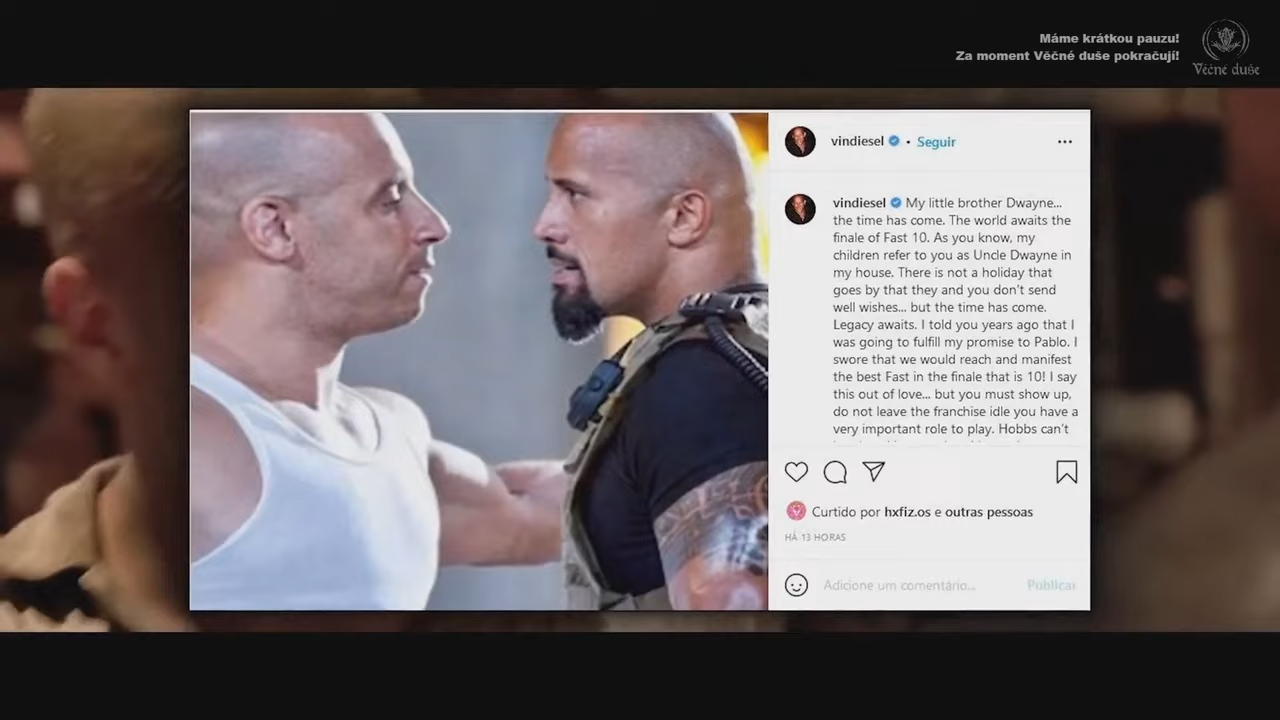 Máme krátkou pauzu!
Za moment Věčné duše pokračují!
Věčné duše
vindiesel • Seguir
vindiesel My little brother Dwayne...
the time has come. The world awaits the
finale of Fast 10. As you know, my
children refer to you as Uncle Dwayne in
my house. There is not a holiday that
goes by that they and you don't send
well wishes... but the time has come.
Legacy awaits. I told you years ago that I
was going to fulfill my promise to Pablo. I
swore that we would reach and manifest
the best Fast in the finale that is 10! I say
this out of love... but you must show up,
do not leave the franchise idle you have a
very important role to play. Hobbs can't
Curtido por hxfiz.os e outras pessoas
HÁ 13 HORAS
Adicione um comentário... Publicar